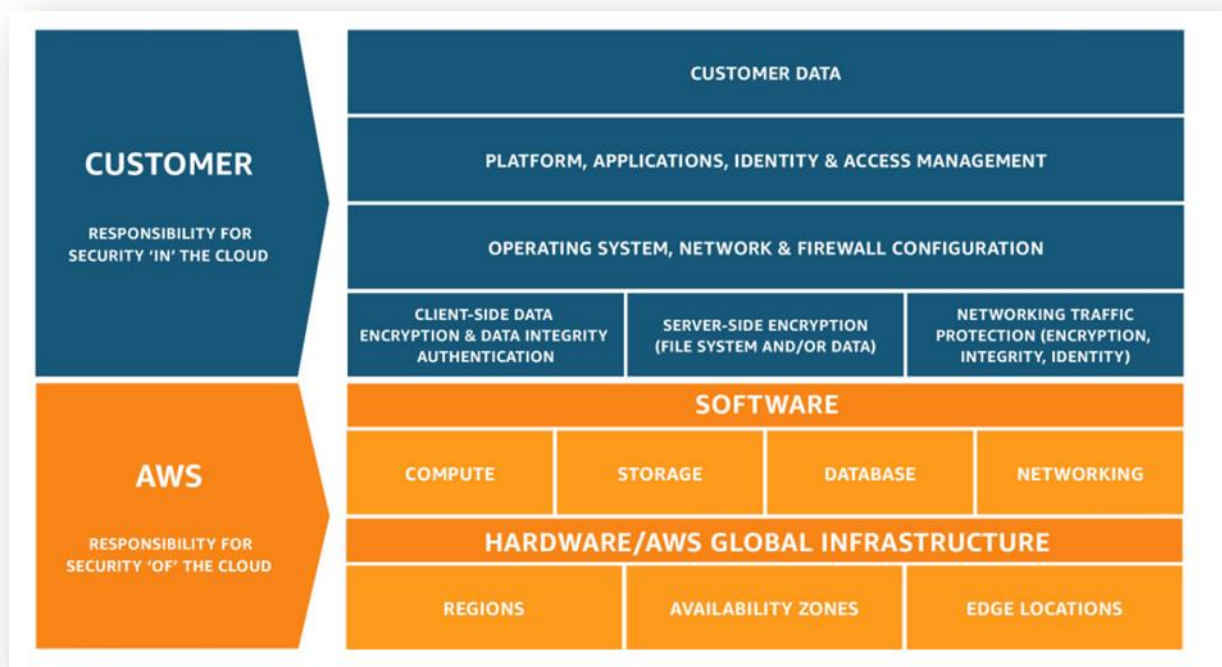 CUSTOMER
RESPONSIBILITY FOR
SECURITY ‘IN’ THE CLOUD
CUSTOMER DATA
PLATFORM, APPLICATIONS, IDENTITY & ACCESS MANAGEMENT
OPERATING SYSTEM, NETWORK & FIREWALL CONFIGURATION
CLIENT-SIDE DATA
ENCRYPTION & DATA INTEGRITY
AUTHENTICATION
SERVER-SIDE ENCRYPTION
(FILE SYSTEM AND/OR DATA)
NETWORKING TRAFFIC
PROTECTION (ENCRYPTION,
INTEGRITY, IDENTITY)
AWS
RESPONSIBILITY FOR
SECURITY ‘OF’ THE CLOUD
SOFTWARE
COMPUTE
STORAGE
DATABASE
NETWORKING
HARDWARE/AWS GLOBAL INFRASTRUCTURE
REGIONS
AVAILABILITY ZONES
EDGE LOCATIONS